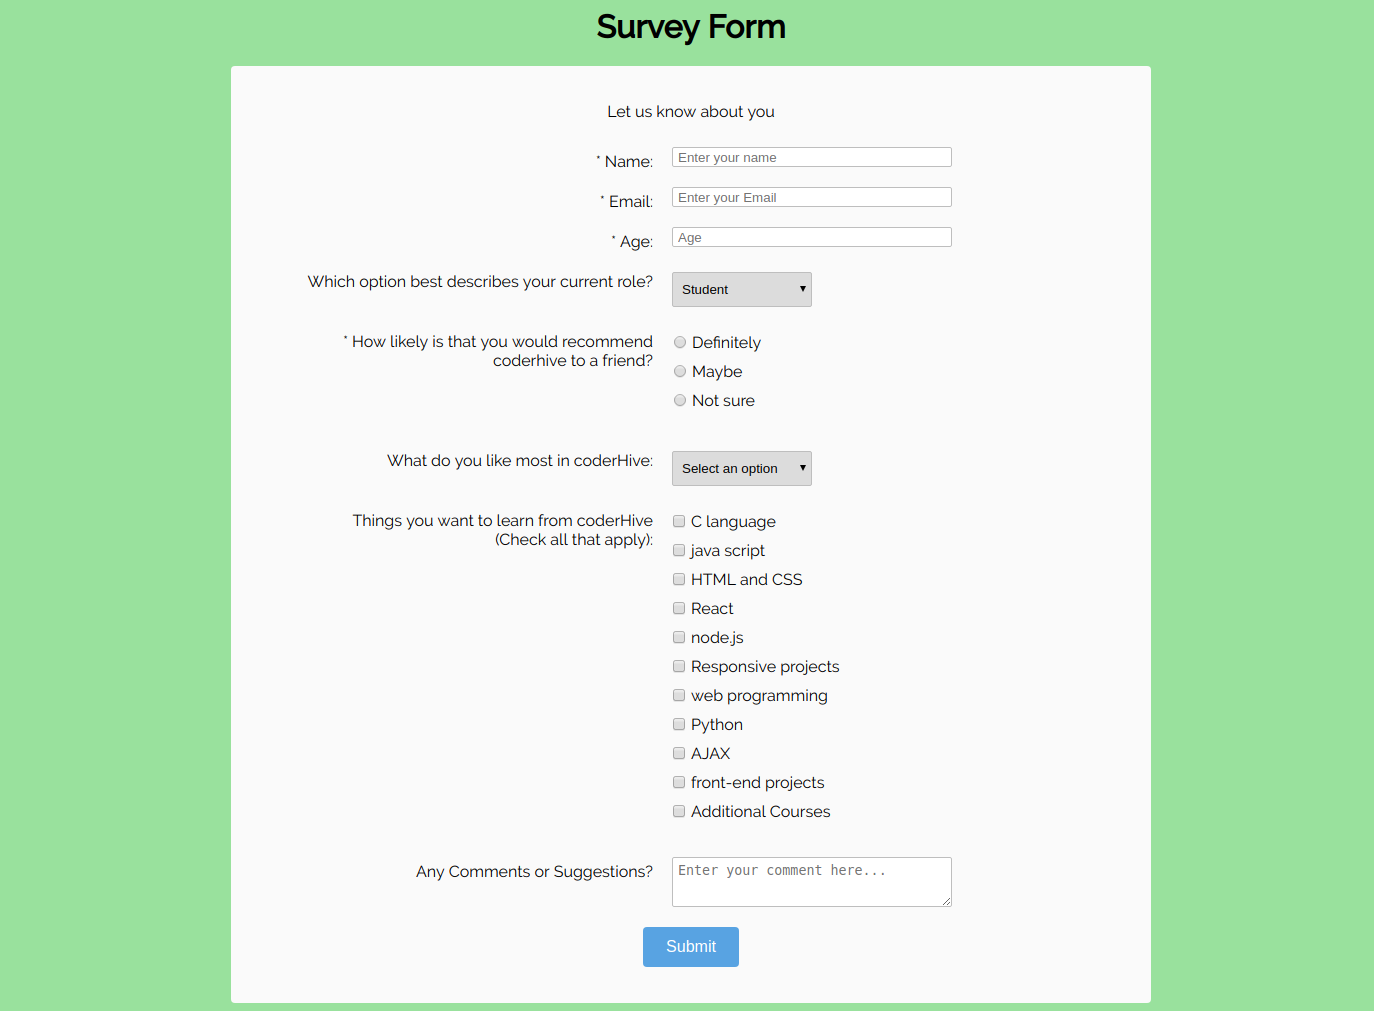 Survey Form
Let us know about you
* Name: Enter your name
* Email: Enter your Email
* Age: Age
Which option best describes your current role? Student
* How likely is that you would recommend
coderhive to a friend?
Definitely
Maybe
Not sure
What do you like most in coderHive: Select an option
Things you want to learn from coderHive
(Check all that apply):
C language
java script
HTML and CSS
React
node.js
Responsive projects
web programming
Python
AJAX
front-end projects
Additional Courses
Any Comments or Suggestions? Enter your comment here...
Submit